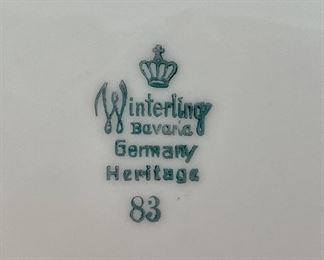 Winterling
Bavaria
Germany
Heritage
83